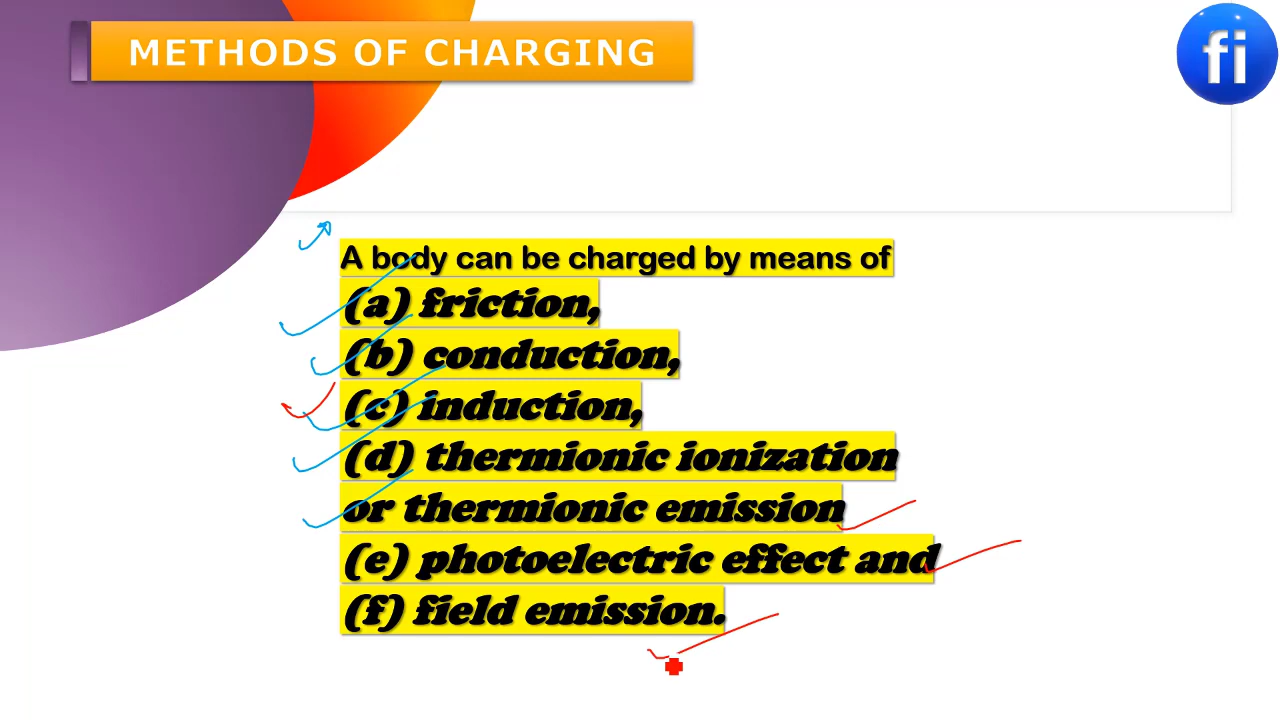 METHODS OF CHARGING
fi
A body can be charged by means of
(a) friction,
(b) conduction,
(c) induction,
(d) thermionic ionization
or thermionic emission
(e) photoelectric effect and
(f) field emission.